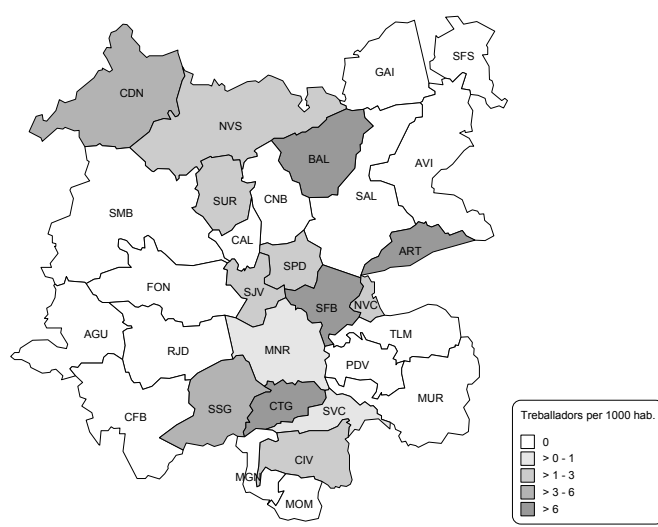 SFS
GAI
CDN
NVS
BAL
AVI
SUR
CNB
SAL
SMB
CAL
ART
SPD
FON
SJV
SFB
NVC
AGU
RJD
MNR
TLM
PDV
MUR
SSG
CTG
SVC
CFB
CIV
MGN
MOM
Treballadors per 1000 hab.
0
> 0 - 1
> 1 - 3
> 3 - 6
> 6